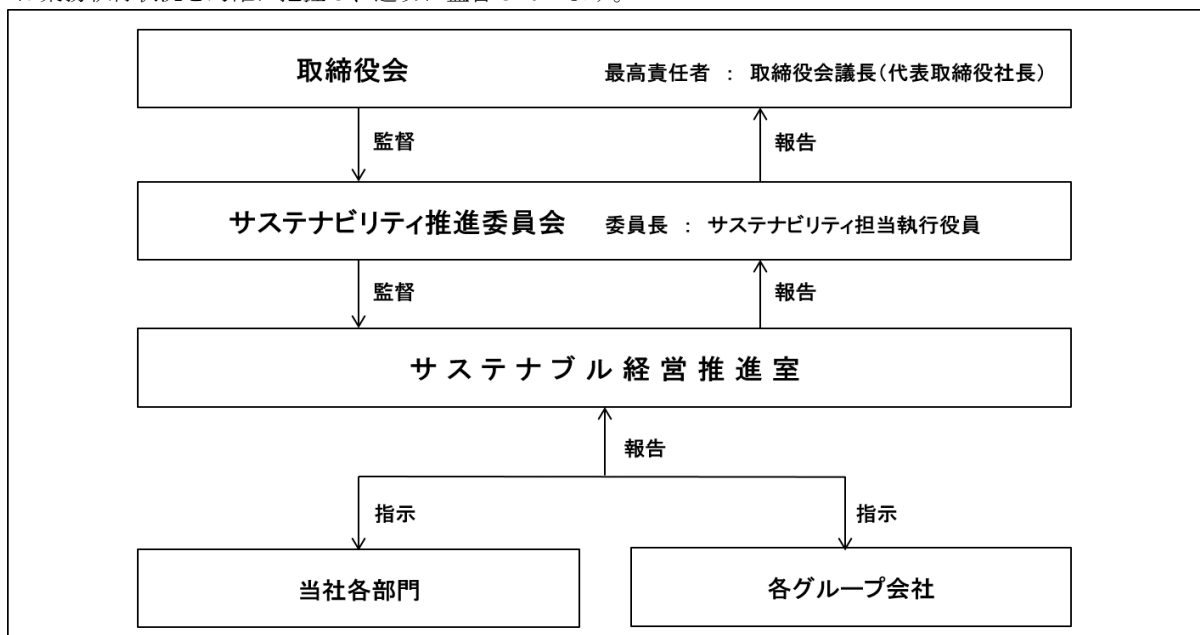 取締役会 最高責任者 ： 取締役会議長(代表取締役社長)
監督 報告
サステナビリティ推進委員会 委員長 ： サステナビリティ担当執行役員
監督 報告
サステナブル経営推進室
報告
指示 指示
当社各部門 各グループ会社